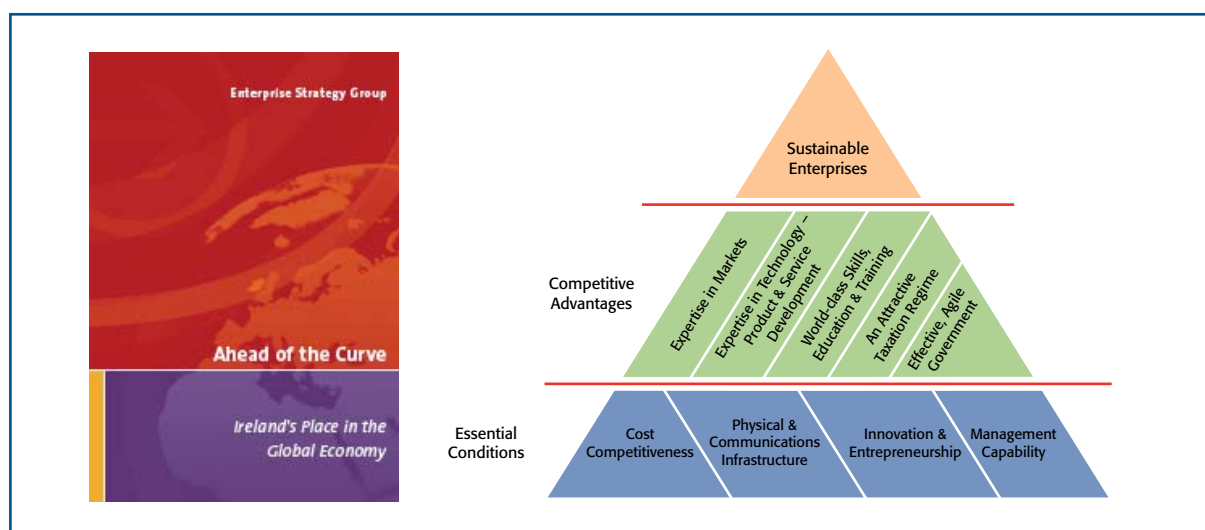 Enterprise Strategy Group
Ahead of the Curve
Ireland's Place in the
Global Economy
Sustainable
Enterprises
Competitive
Advantages
Expertise in Markets
Expertise in Technology –
Product & Service
Development
World-class Skills,
Education & Training
An Attractive
Taxation Regime
Effective, Agile
Government
Essential
Conditions
Cost
Competitiveness
Physical &
Communications
Infrastructure
Innovation &
Entrepreneurship
Management
Capability